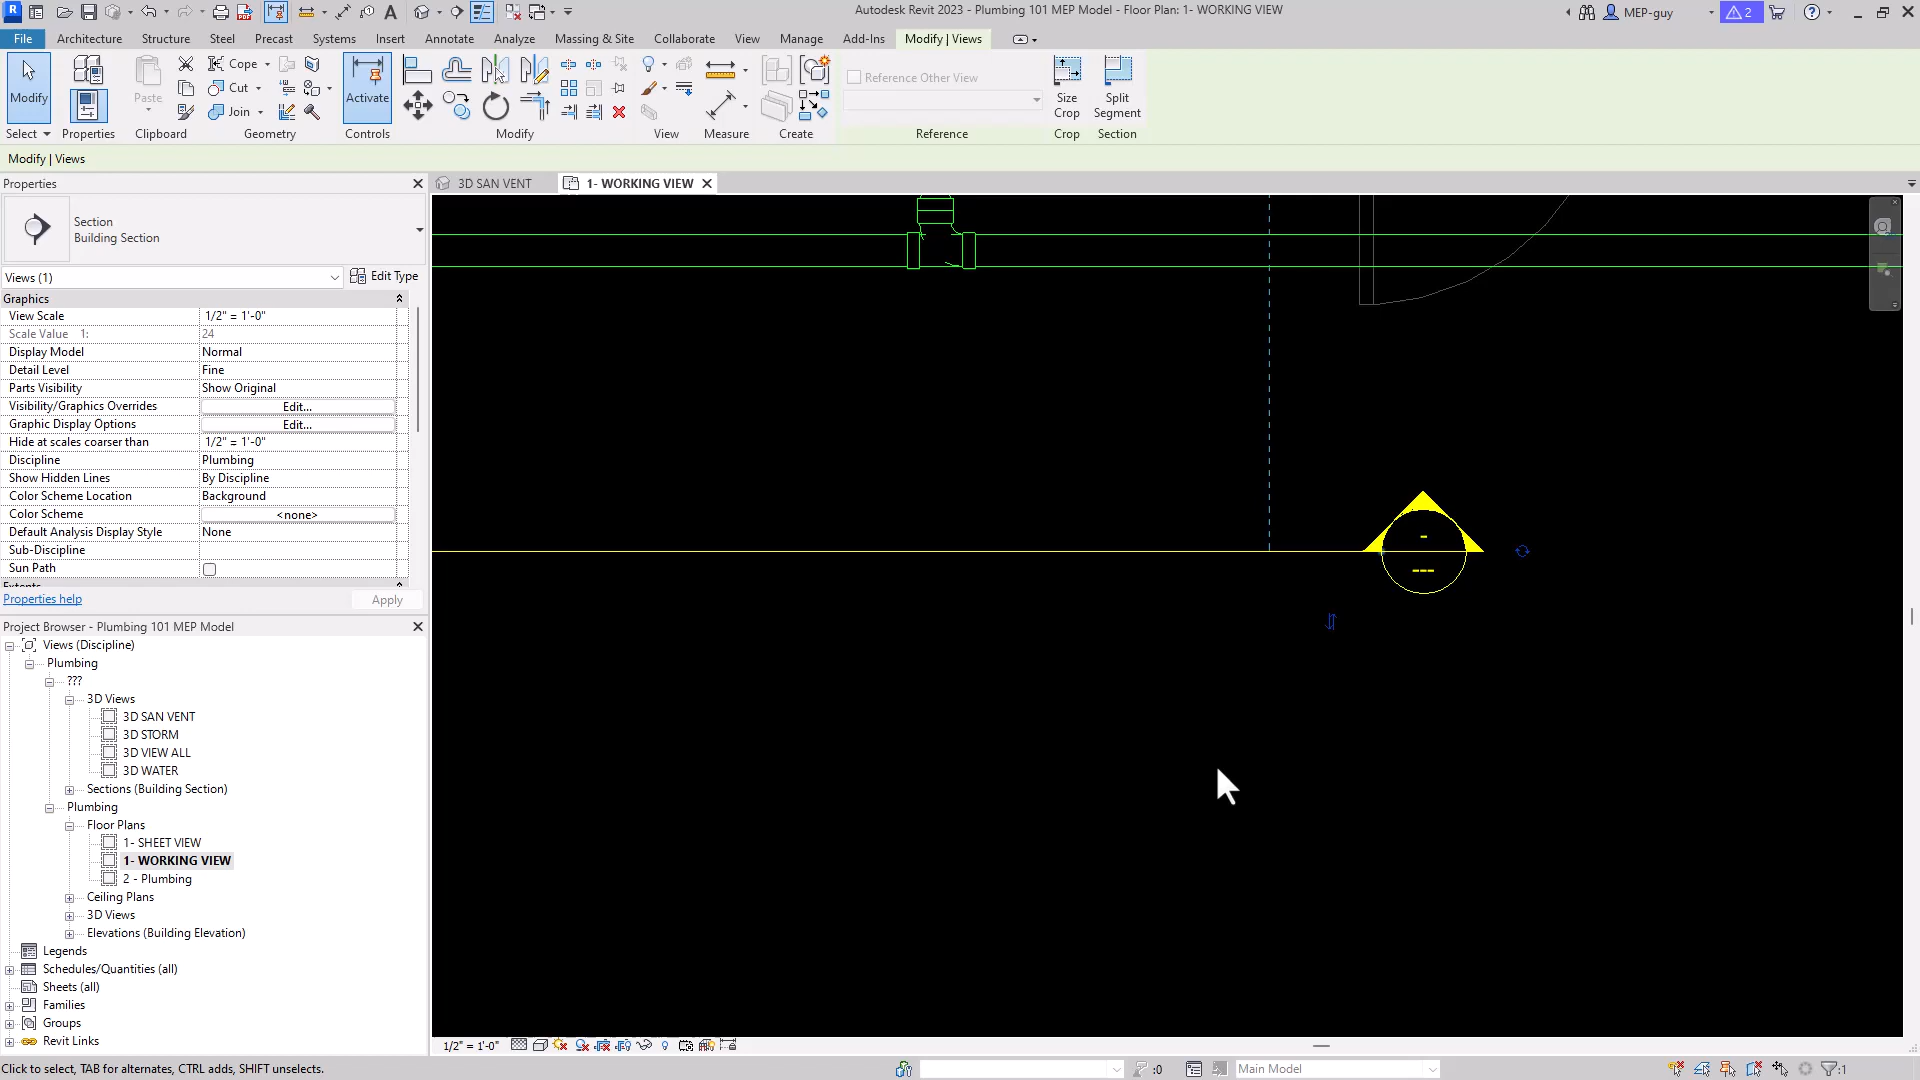 Autodesk Revit 2023 - Plumbing 101 MEP Model - Floor Plan: 1- WORKING VIEW
MEP-guy
2
File Architecture Structure Steel Precast Systems Insert Annotate Analyze Massing & Site Collaborate View Manage Add-Ins Modify | Views
Modify
Properties
Paste
Cope
Cut
Join
Activate
Reference Other View
Size Crop
Split Segment
Select Properties Clipboard Geometry Controls Modify View Measure Create Reference Crop Section
Modify | Views
Properties
3D SAN VENT
1- WORKING VIEW
Section
Building Section
Views (1)
Edit Type
Graphics
View Scale 1/2" = 1'-0"
Scale Value 1: 24
Display Model Normal
Detail Level Fine
Parts Visibility Show Original
Visibility/Graphics Overrides Edit...
Graphic Display Options Edit...
Hide at scales coarser than 1/2" = 1'-0"
Discipline Plumbing
Show Hidden Lines By Discipline
Color Scheme Location Background
Color Scheme <none>
Default Analysis Display Style None
Sub-Discipline
Sun Path
Extents
Properties help
Apply
-
---
Project Browser - Plumbing 101 MEP Model
Views (Discipline)
Plumbing
???
3D Views
3D SAN VENT
3D STORM
3D VIEW ALL
3D WATER
Sections (Building Section)
Plumbing
Floor Plans
1- SHEET VIEW
1- WORKING VIEW
2 - Plumbing
Ceiling Plans
3D Views
Elevations (Building Elevation)
Legends
Schedules/Quantities (all)
Sheets (all)
Families
Groups
Revit Links
1/2" = 1'-0"
Click to select, TAB for alternates, CTRL adds, SHIFT unselects.
:0
Main Model
:1